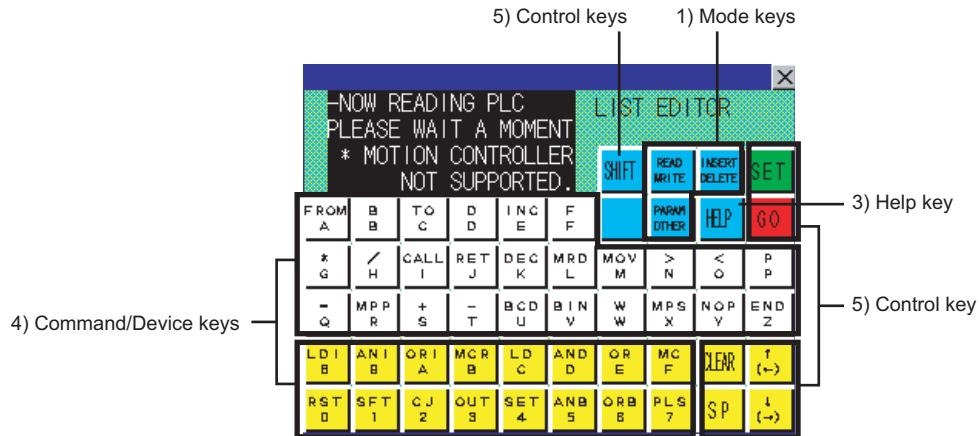 5) Control keys
1) Mode keys
-NOW READING PLC
PLEASE WAIT A MOMENT
* MOTION CONTROLLER
NOT SUPPORTED.
LIST EDITOR
SHIFT
READ
WRITE
INSERT
DELETE
SET
FROM
A
B
B
TO
C
D
D
INC
E
F
F
PARAM
OTHER
HELP
GO
3) Help key
*
G
/
H
CALL
I
RET
J
DEC
K
MRD
L
MOV
M
>
N
<
O
P
P
=
Q
MPP
R
+
S
-
T
BCD
U
BIN
V
W
W
MPS
X
NOP
Y
END
Z
5) Control key
4) Command/Device keys
LDI
8
ANI
9
ORI
A
MCR
B
LD
C
AND
D
OR
E
MC
F
CLEAR
↑
(←)
RST
0
SFT
1
CJ
2
OUT
3
SET
4
ANB
5
ORB
6
PLS
7
SP
↓
(→)